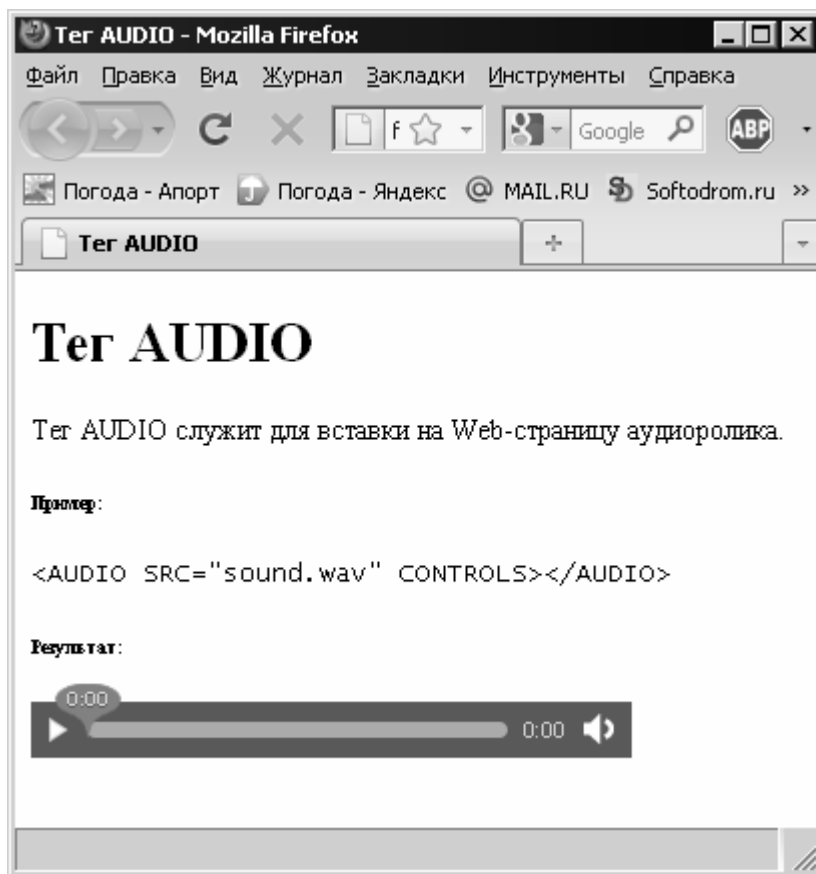 Тег AUDIO - Mozilla Firefox
Файл Правка Вид Журнал Закладки Инструменты Справка
f Google ABP
Погода - Апорт Погода - Яндекс MAIL.RU Softodrom.ru »
Тег AUDIO
Тег AUDIO
Тег AUDIO служит для вставки на Web-страницу аудиоролика.
Пример:
<AUDIO SRC="sound.wav" CONTROLS></AUDIO>
Результат:
0:00
0:00